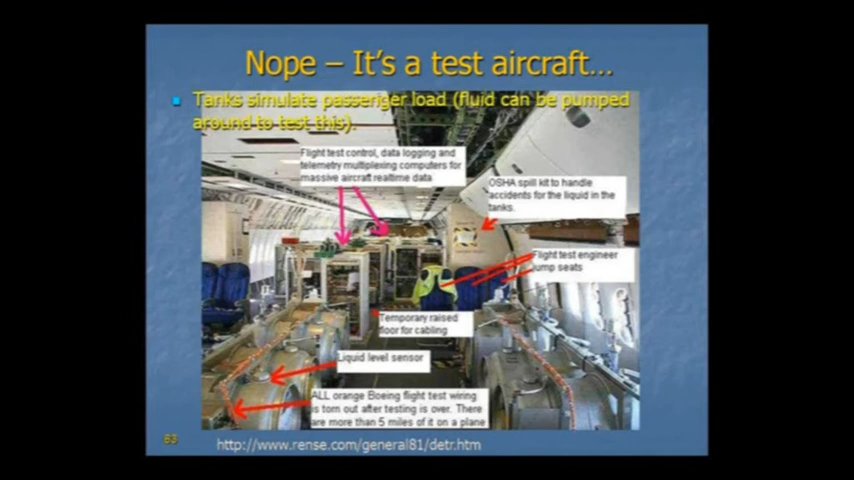 Nope – It's a test aircraft...
Tanks simulate passenger load (fluid can be pumped
around to test this).
Flight test control, data logging and
telemetry multiplexing computers for
massive aircraft realtime data
OSHA spill kit to handle
accidents for the liquid in the
tanks.
Flight test engineer
jump seats
Temporary raised
floor for cabling
Liquid level sensor
ALL orange Boeing flight test wiring
is torn out after testing is over. There
are more than 5 miles of it on a plane
63
http://www.rense.com/general81/detr.htm